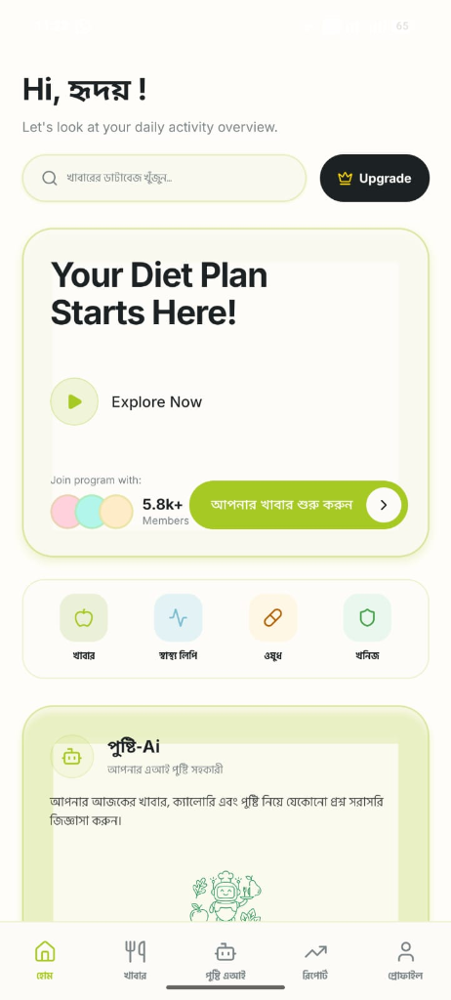 65
Hi, হৃদয় !
Let's look at your daily activity overview.
খাবারের ডাটাবেজ খুঁজুন...
Upgrade
Your Diet Plan
Starts Here!
Explore Now
Join program with:
5.8k+
Members
আপনার খাবার শুরু করুন
খাবার
স্বাস্থ্য লিপি
ওষুধ
খনিজ
পুষ্টি-Ai
আপনার এআই পুষ্টি সহকারী
আপনার আজকের খাবার, ক্যালোরি এবং পুষ্টি নিয়ে যেকোনো প্রশ্ন সরাসরি
জিজ্ঞাসা করুন।
হোম
খাবার
পুষ্টি এআই
রিপোর্ট
প্রোফাইল